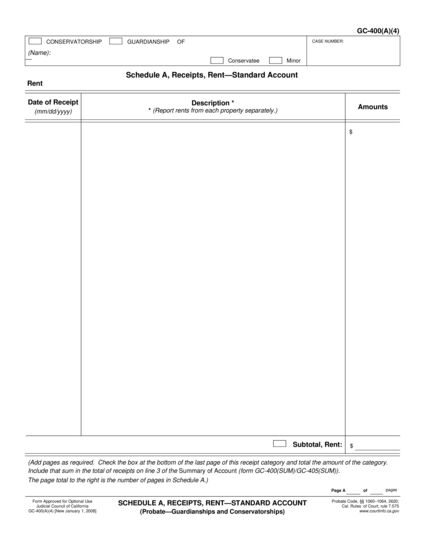 GC-400(A)(4)
CONSERVATORSHIP GUARDIANSHIP OF
CASE NUMBER:
(Name):
Conservatee Minor
Schedule A, Receipts, Rent—Standard Account
Rent
Date of Receipt
(mm/dd/yyyy)
Description *
* (Report rents from each property separately.)
Amounts
$
Subtotal, Rent: $
(Add pages as required. Check the box at the bottom of the last page of this receipt category and total the amount of the category.
Include that sum in the total of receipts on line 3 of the Summary of Account (form GC-400(SUM)/GC-405(SUM)).
The page total to the right is the number of pages in Schedule A.)
Page A of pages
Form Approved for Optional Use
Judicial Council of California
GC-400(A)(4) [New January 1, 2008]
SCHEDULE A, RECEIPTS, RENT—STANDARD ACCOUNT
(Probate—Guardianships and Conservatorships)
Probate Code, §§ 1060–1064, 2620;
Cal. Rules of Court, rule 7.575
www.courtinfo.ca.gov